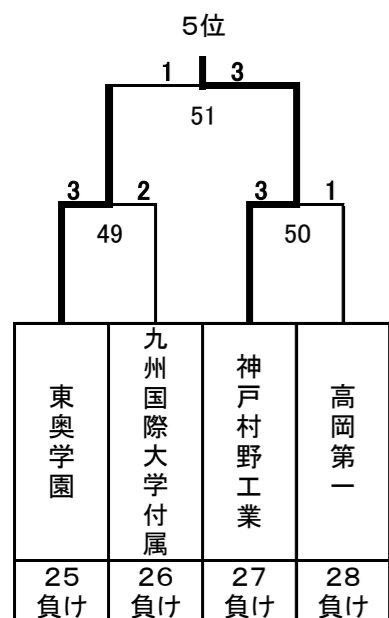 5位
1 3
51
3 2 3 1
49 50
東奥学園
九州国際大学付属
神戸村野工業
高岡第一
25 26 27 28
負け 負け 負け 負け